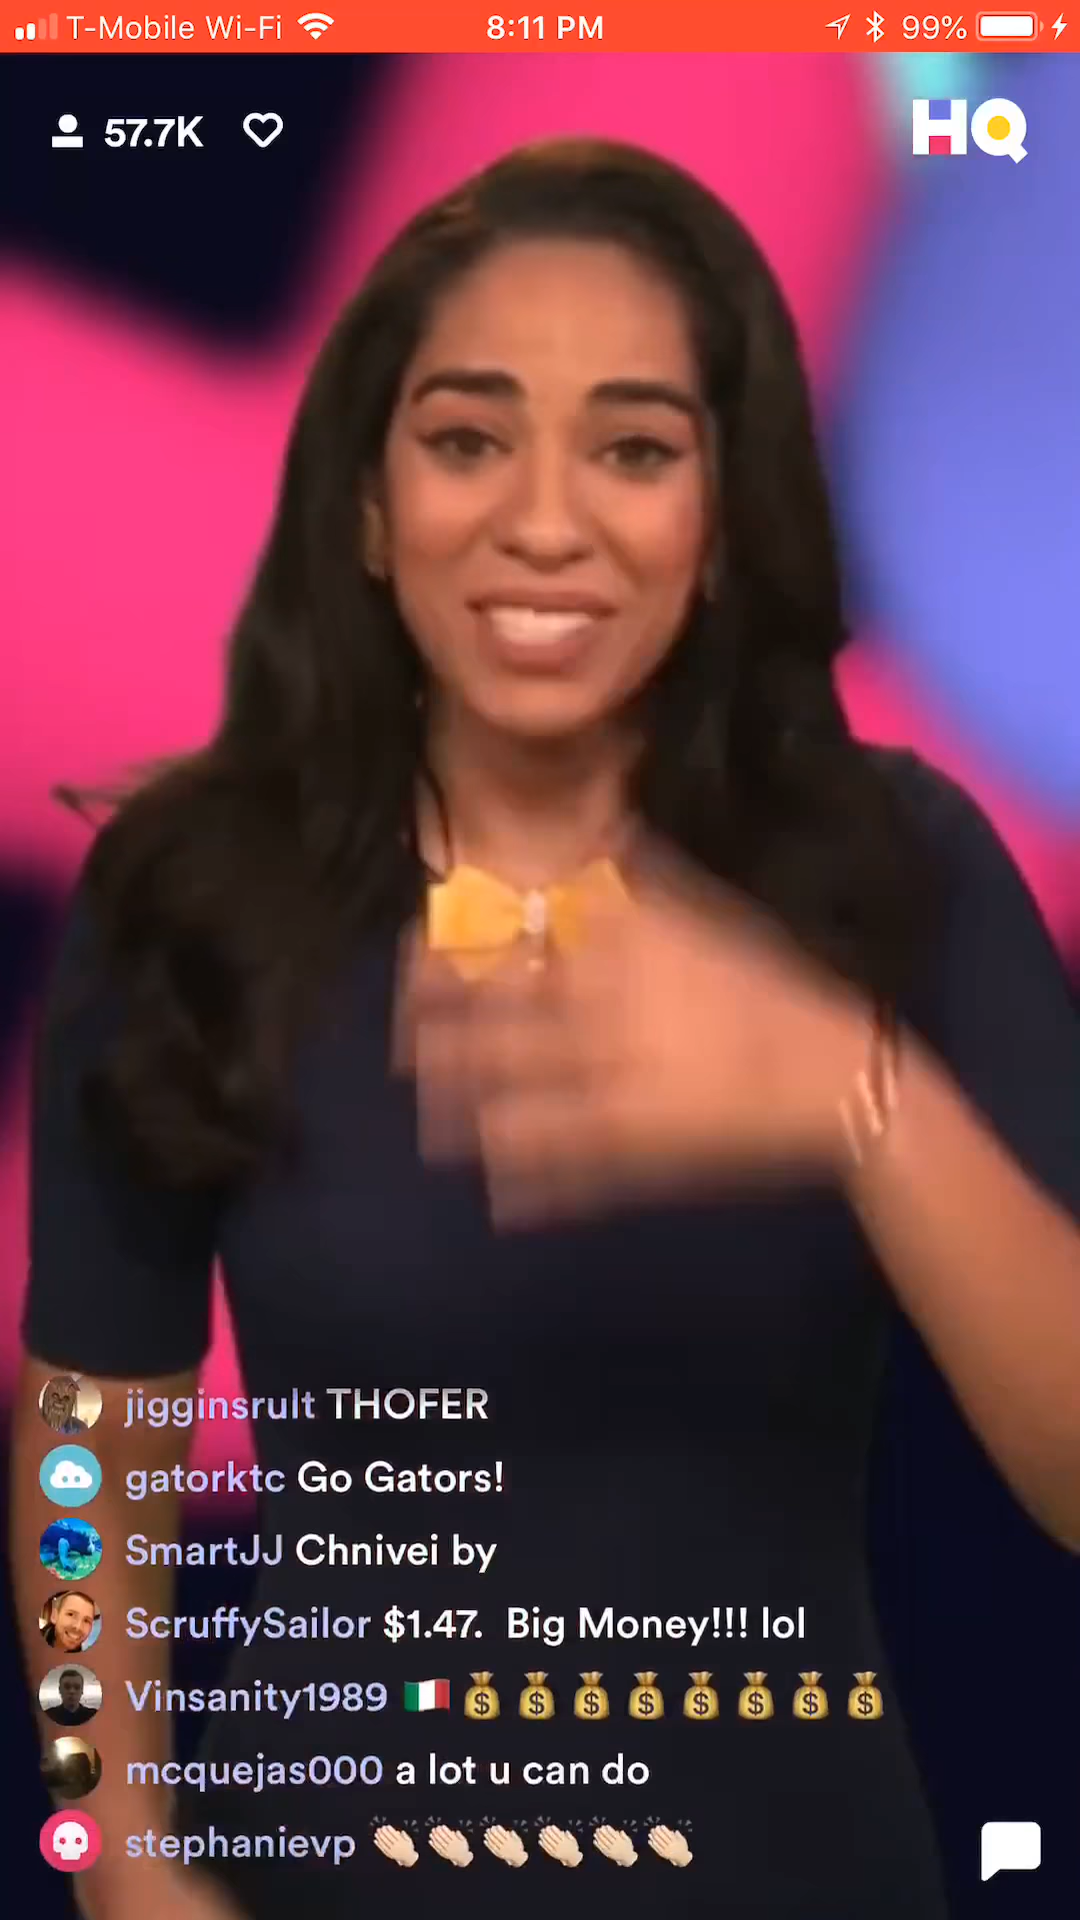 T-Mobile Wi-Fi 8:11 PM 99%
57.7K HQ
jigginsrult THOFER
gatorktc Go Gators!
SmartJJ Chnivei by
ScruffySailor $1.47. Big Money!!! lol
Vinsanity1989 🇮🇹💰💰💰💰💰💰💰💰
mcquejas000 a lot u can do
stephanievp 👏🏻👏🏻👏🏻👏🏻👏🏻👏🏻